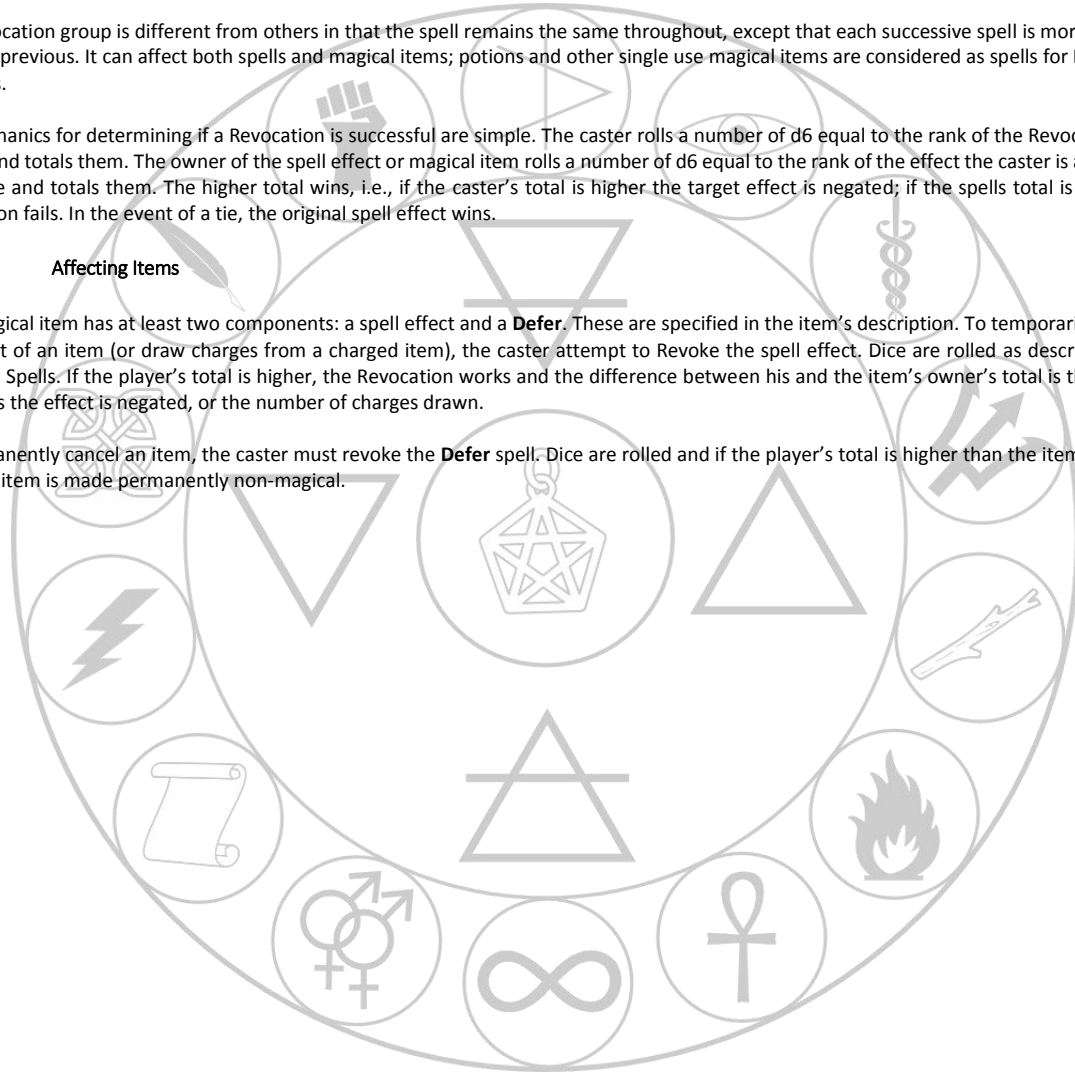 ocation group is different from others in that the spell remains the same throughout, except that each successive spell is mor
previous. It can affect both spells and magical items; potions and other single use magical items are considered as spells for
.
hanics for determining if a Revocation is successful are simple. The caster rolls a number of d6 equal to the rank of the Revoc
nd totals them. The owner of the spell effect or magical item rolls a number of d6 equal to the rank of the effect the caster is a
e and totals them. The higher total wins, i.e., if the caster's total is higher the target effect is negated; if the spells total is
on fails. In the event of a tie, the original spell effect wins.
Affecting Items
gical item has at least two components: a spell effect and a Defer. These are specified in the item's description. To temporari
t of an item (or draw charges from a charged item), the caster attempt to Revoke the spell effect. Dice are rolled as descr
Spells. If the player's total is higher, the Revocation works and the difference between his and the item's owner's total is t
s the effect is negated, or the number of charges drawn.
anently cancel an item, the caster must revoke the Defer spell. Dice are rolled and if the player's total is higher than the item
item is made permanently non-magical.